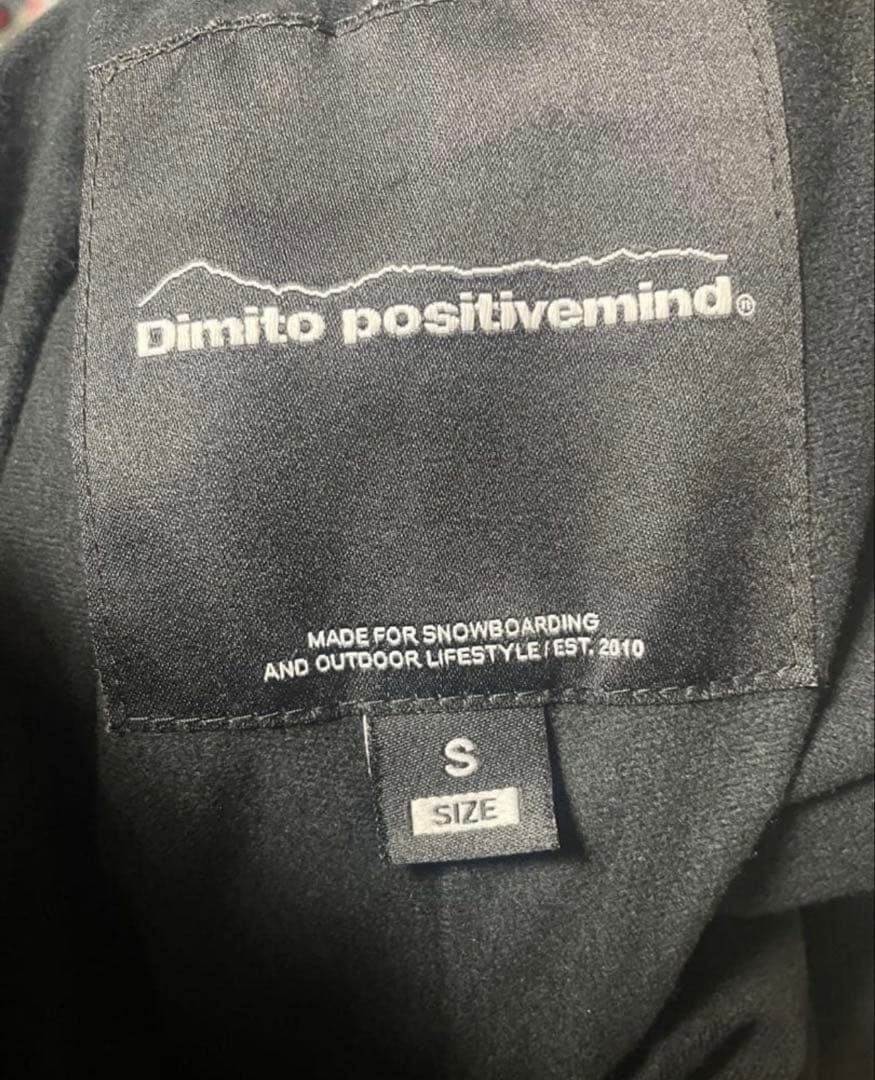 Dimito positivemind®
MADE FOR SNOWBOARDING
AND OUTDOOR LIFESTYLE / EST. 2010
S
SIZE